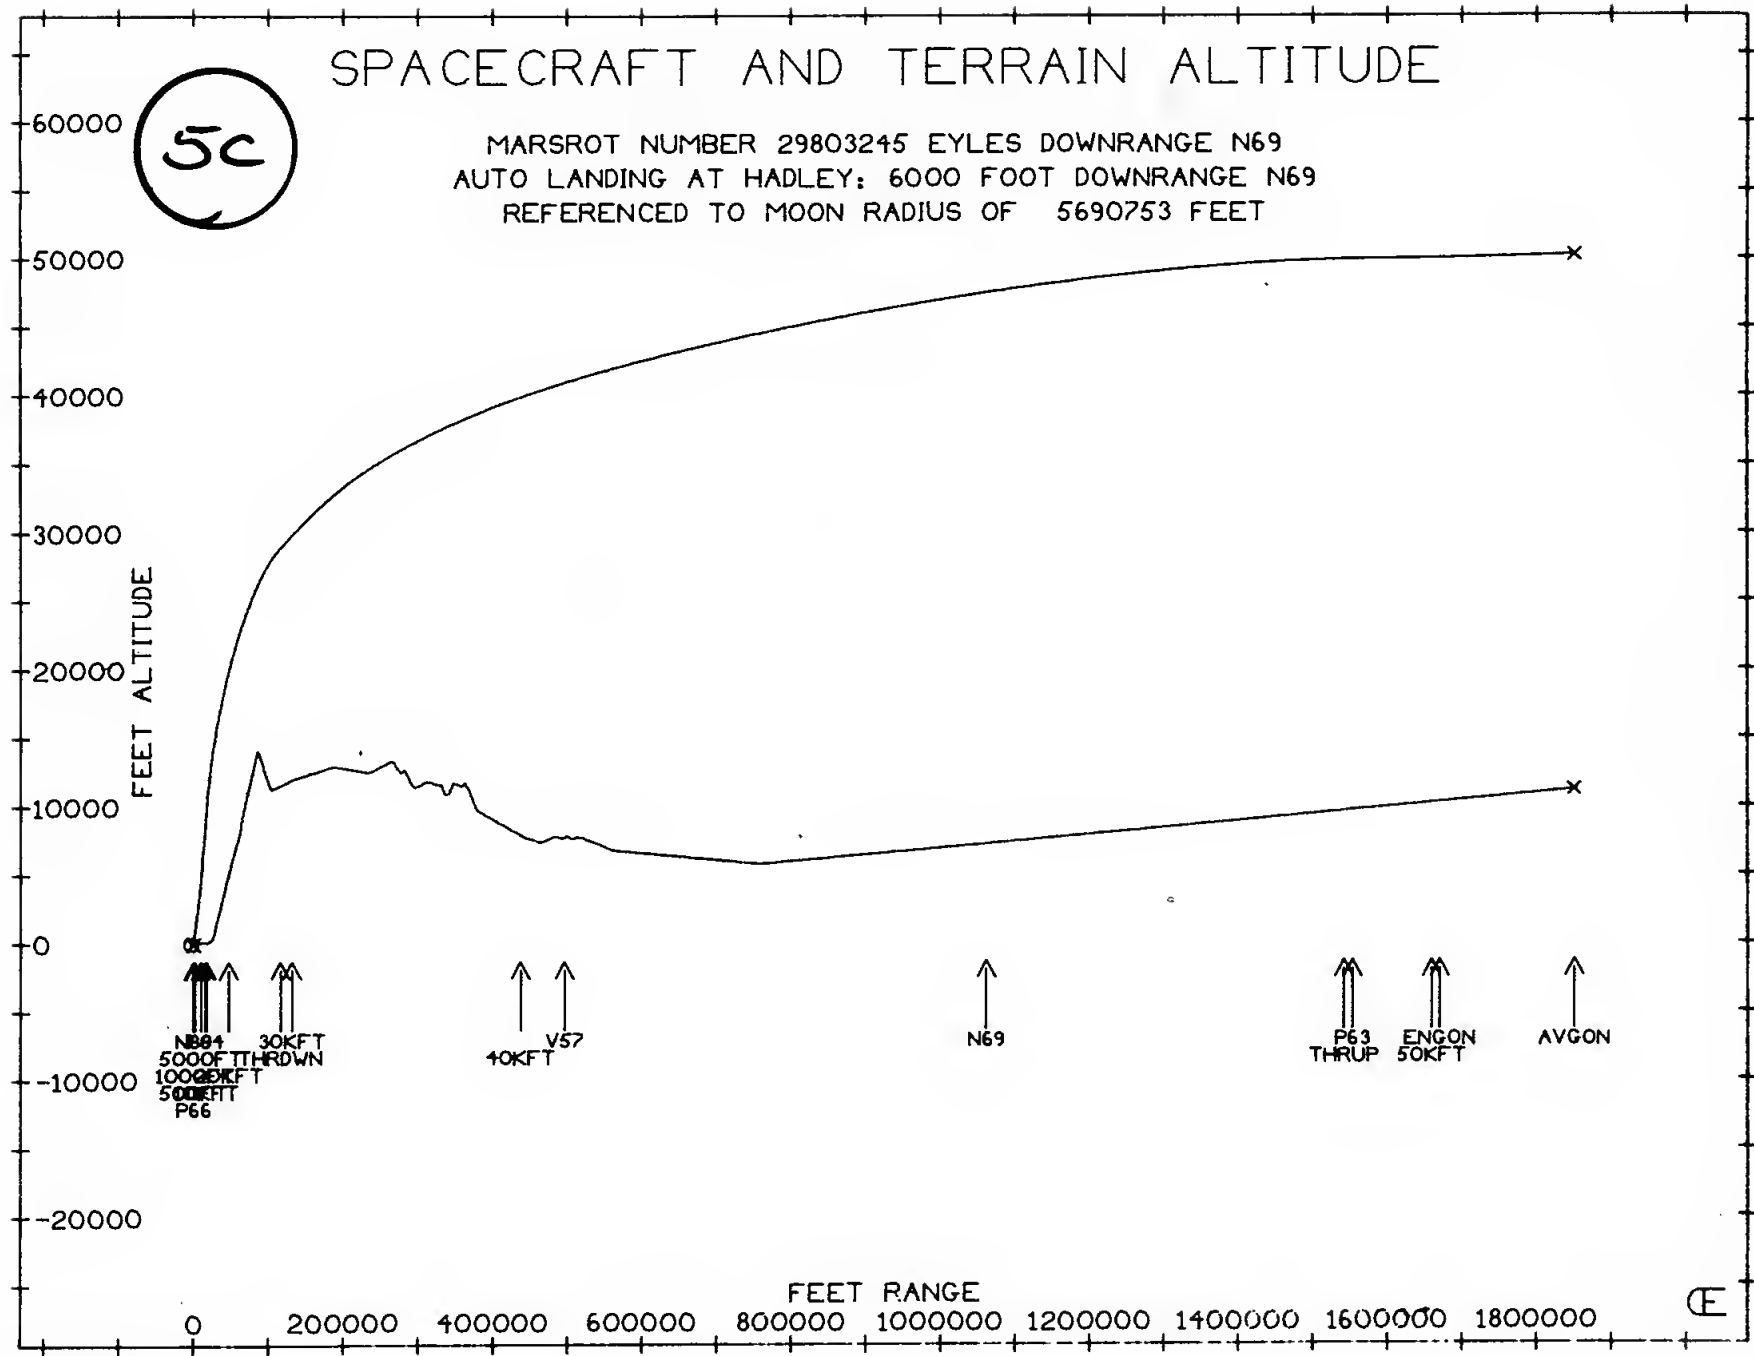 SPACECRAFT AND TERRAIN ALTITUDE
5C
MARSROT NUMBER 29803245 EYLES DOWNRANGE N69
AUTO LANDING AT HADLEY: 6000 FOOT DOWNRANGE N69
REFERENCED TO MOON RADIUS OF 5690753 FEET
60000
50000
40000
30000
20000
10000
0
-10000
-20000
FEET ALTITUDE
30KFT
V57
N69
P63
ENGON
AVGON
5000FT
THRDWN
40KFT
THRUP
50KFT
P66
FEET RANGE
0 200000 400000 600000 800000 1000000 1200000 1400000 1600000 1800000